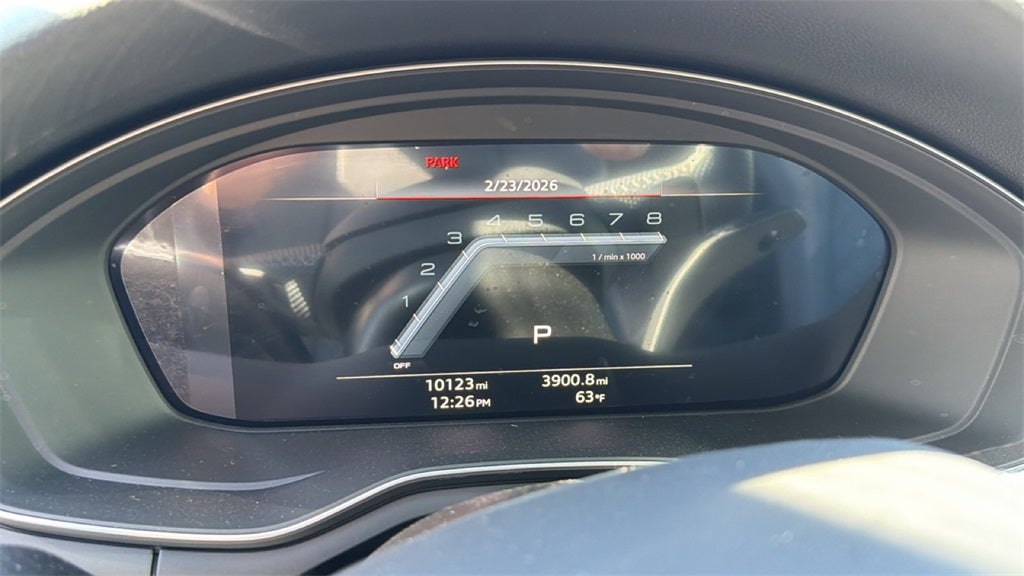 PARK
2/23/2026
4 5 6 7 8
3
1 / min x 1000
2
1
P
OFF
10123 mi 3900.8 mi
12:26 PM 63 °F